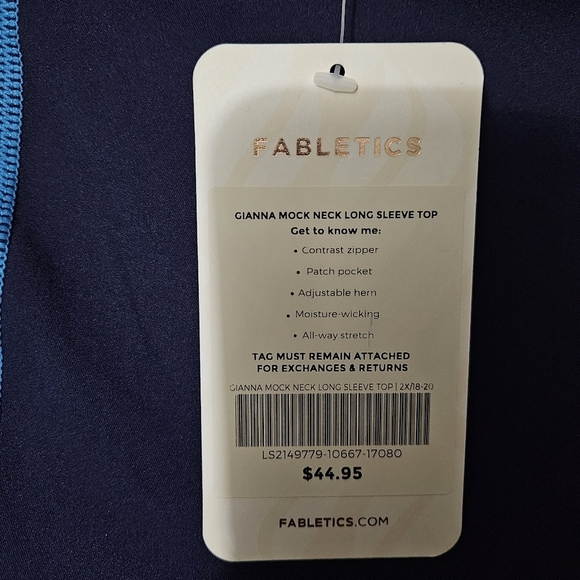 FABLETICS
GIANNA MOCK NECK LONG SLEEVE TOP
Get to know me:
• Contrast zipper
• Patch pocket
• Adjustable hem
• Moisture-wicking
• All-way stretch
TAG MUST REMAIN ATTACHED
FOR EXCHANGES & RETURNS
GIANNA MOCK NECK LONG SLEEVE TOP | 2X/18-20
LS2149779-10667-17080
$44.95
FABLETICS.COM